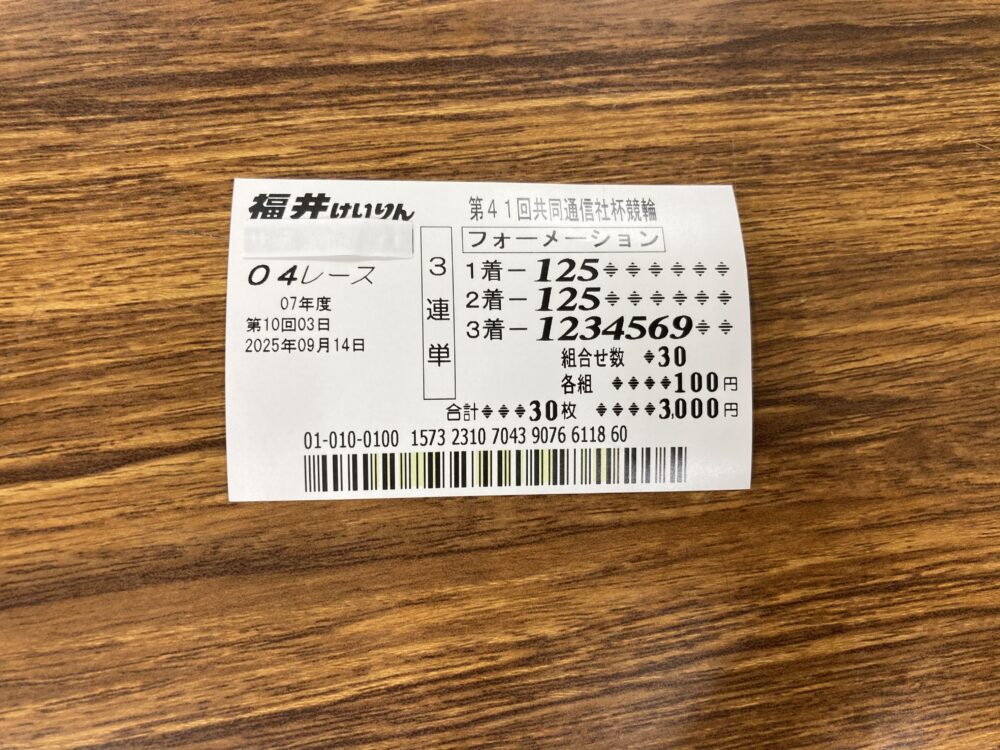 福井けいりん
第41回共同通信社杯競輪
04レース
07年度
第10回03日
2025年09月14日
3連単
フォーメーション
1着－125
2着－125
3着－1234569
組合せ数 30
各組 100円
合計 30枚 3,000円
01-010-0100 1573 2310 7043 9076 6118 60